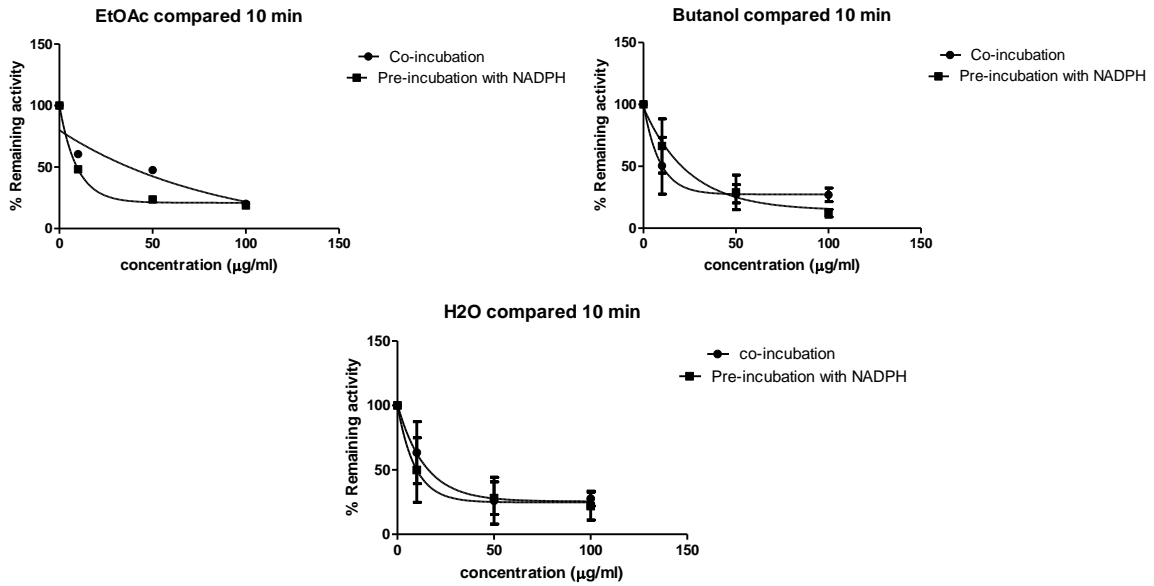 EtOAc compared 10 min
150
100
50
0
0 50 100 150
% Remaining activity
concentration (µg/ml)
Co-incubation
Pre-incubation with NADPH
Butanol compared 10 min
150
100
50
0
0 50 100 150
% Remaining activity
concentration (µg/ml)
Co-incubation
Pre-incubation with NADPH
H2O compared 10 min
150
100
50
0
0 50 100 150
% Remaining activity
concentration (µg/ml)
co-incubation
Pre-incubation with NADPH